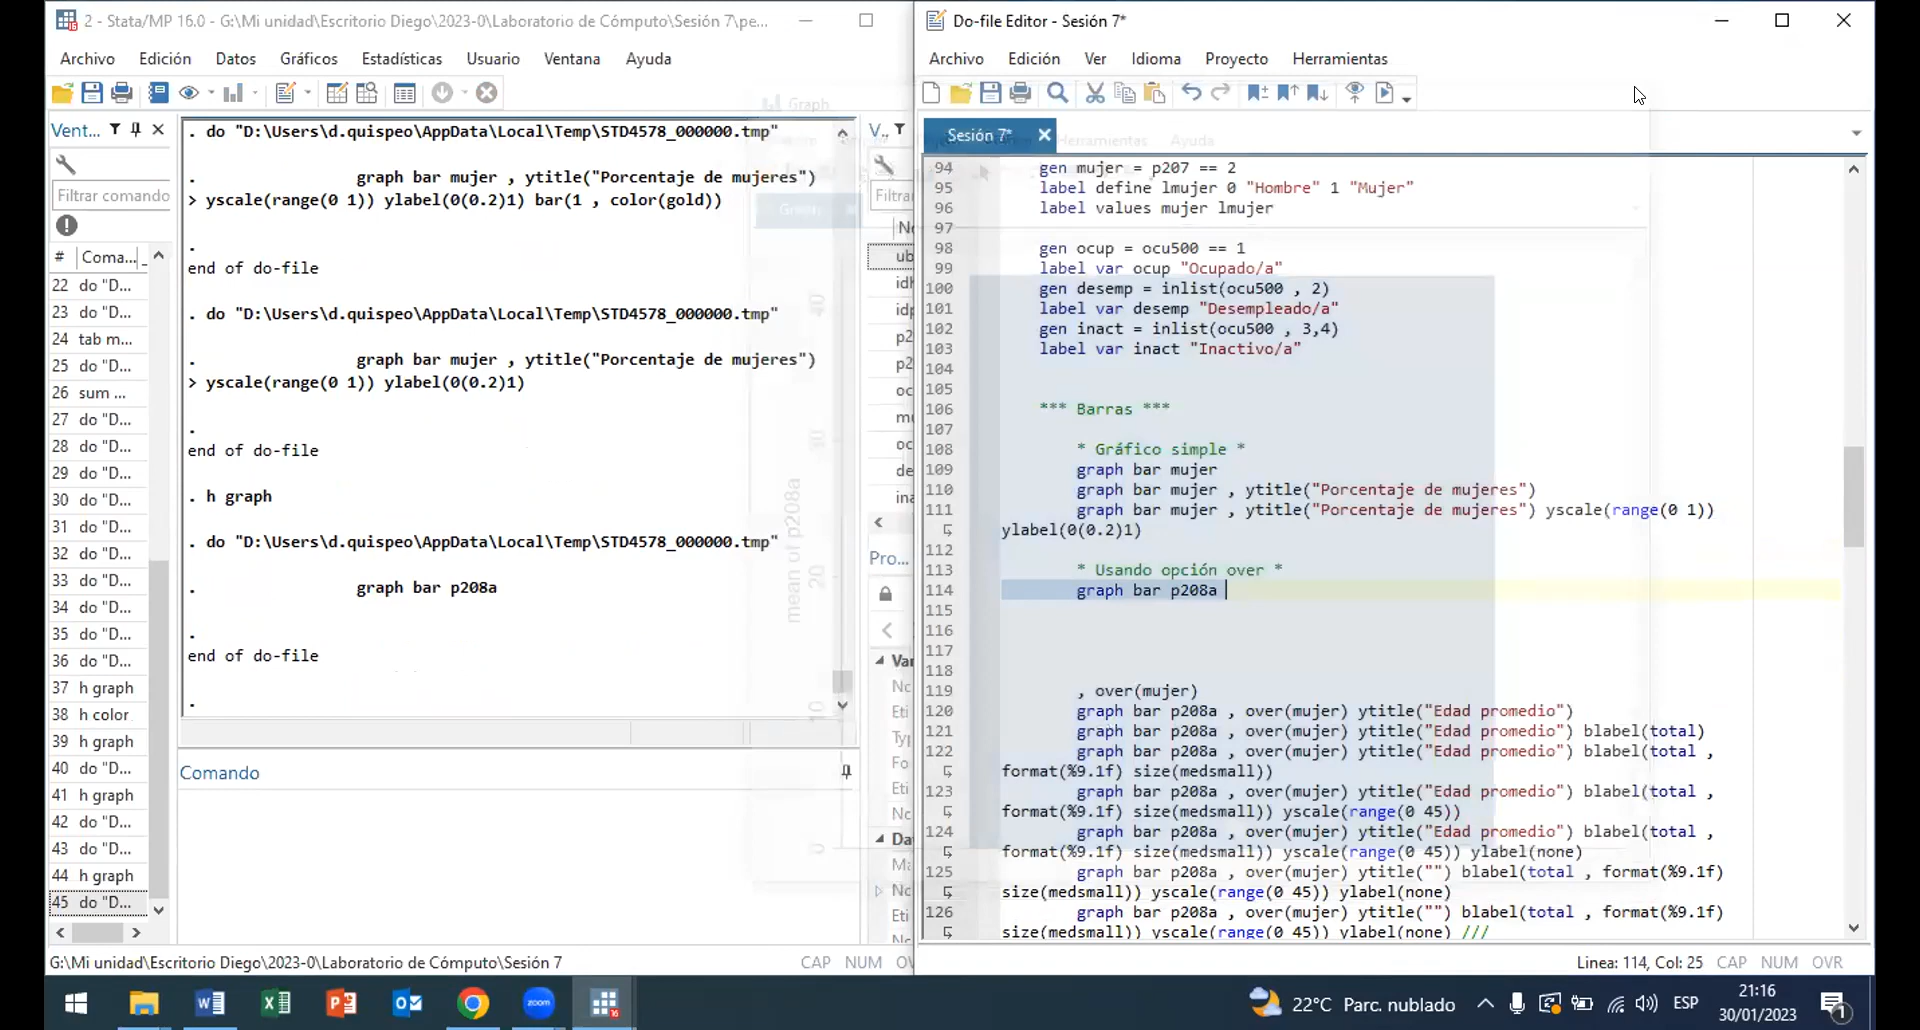 2 - Stata/MP 16.0 - G:\Mi unidad\Escritorio Diego\2023-0\Laboratorio de Cómputo\Sesión 7\pe...
Archivo Edición Datos Gráficos Estadísticas Usuario Ventana Ayuda
Vent...
Filtrar comando
# Coma...
22 do "D...
23 do "D...
24 tab m...
25 do "D...
26 sum ...
27 do "D...
28 do "D...
29 do "D...
30 do "D...
31 do "D...
32 do "D...
33 do "D...
34 do "D...
35 do "D...
36 do "D...
37 h graph
38 h color
39 h graph
40 do "D...
41 h graph
42 do "D...
43 do "D...
44 h graph
45 do "D...
. do "D:\Users\d.quispeo\AppData\Local\Temp\STD4578_000000.tmp"
. graph bar mujer , ytitle("Porcentaje de mujeres")
> yscale(range(0 1)) ylabel(0(0.2)1) bar(1 , color(gold))
.
end of do-file
. do "D:\Users\d.quispeo\AppData\Local\Temp\STD4578_000000.tmp"
. graph bar mujer , ytitle("Porcentaje de mujeres")
> yscale(range(0 1)) ylabel(0(0.2)1)
.
end of do-file
. h graph
. do "D:\Users\d.quispeo\AppData\Local\Temp\STD4578_000000.tmp"
. graph bar p208a
.
end of do-file
.
Comando
V...
Filtrar
Graph
Herramientas Ayuda
mean of p208a
0 10 20 40
Pro...
G:\Mi unidad\Escritorio Diego\2023-0\Laboratorio de Cómputo\Sesión 7
CAP NUM
Do-file Editor - Sesión 7*
Archivo Edición Ver Idioma Proyecto Herramientas
Sesión 7*
94 gen mujer = p207 == 2
95 label define lmujer 0 "Hombre" 1 "Mujer"
96 label values mujer lmujer
97
98 gen ocup = ocu500 == 1
99 label var ocup "Ocupado/a"
100 gen desemp = inlist(ocu500 , 2)
101 label var desemp "Desempleado/a"
102 gen inact = inlist(ocu500 , 3,4)
103 label var inact "Inactivo/a"
104
105
106 *** Barras ***
107
108 * Gráfico simple *
109 graph bar mujer
110 graph bar mujer , ytitle("Porcentaje de mujeres")
111 graph bar mujer , ytitle("Porcentaje de mujeres") yscale(range(0 1))
ylabel(0(0.2)1)
112
113 * Usando opción over *
114 graph bar p208a
115
116
117
118
119 , over(mujer)
120 graph bar p208a , over(mujer) ytitle("Edad promedio")
121 graph bar p208a , over(mujer) ytitle("Edad promedio") blabel(total)
122 graph bar p208a , over(mujer) ytitle("Edad promedio") blabel(total ,
format(%9.1f) size(medsmall))
123 graph bar p208a , over(mujer) ytitle("Edad promedio") blabel(total ,
format(%9.1f) size(medsmall)) yscale(range(0 45))
124 graph bar p208a , over(mujer) ytitle("Edad promedio") blabel(total ,
format(%9.1f) size(medsmall)) yscale(range(0 45)) ylabel(none)
125 graph bar p208a , over(mujer) ytitle("") blabel(total , format(%9.1f)
size(medsmall)) yscale(range(0 45)) ylabel(none)
126 graph bar p208a , over(mujer) ytitle("") blabel(total , format(%9.1f)
size(medsmall)) yscale(range(0 45)) ylabel(none) ///
Linea: 114, Col: 25 CAP NUM OVR
22°C Parc. nublado
ESP
21:16
30/01/2023